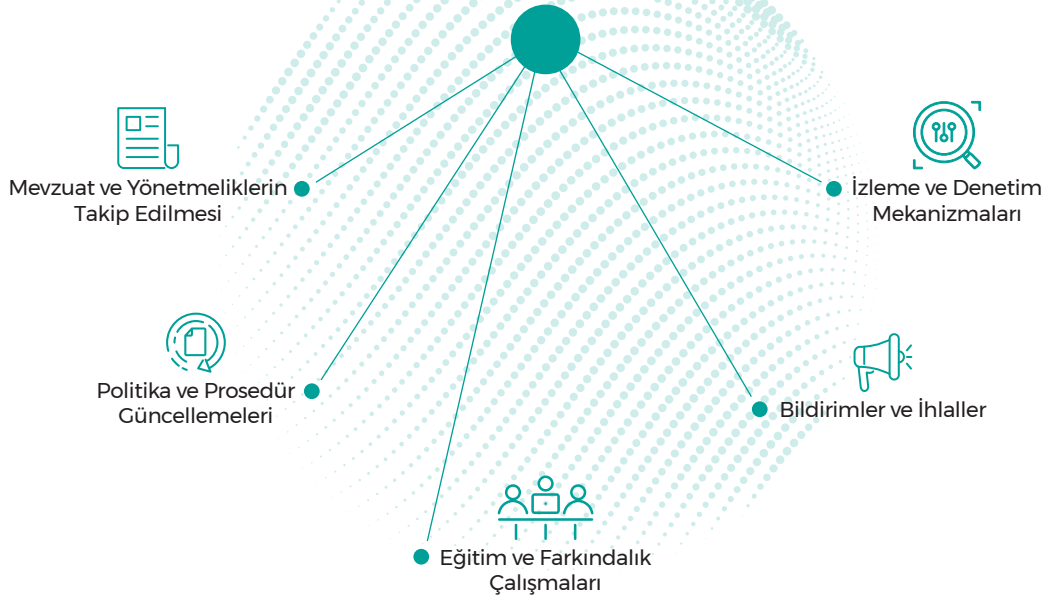 Mevzuat ve Yönetmeliklerin
Takip Edilmesi
İzleme ve Denetim
Mekanizmaları
Politika ve Prosedür
Güncellemeleri
Bildirimler ve İhlaller
Eğitim ve Farkındalık
Çalışmaları